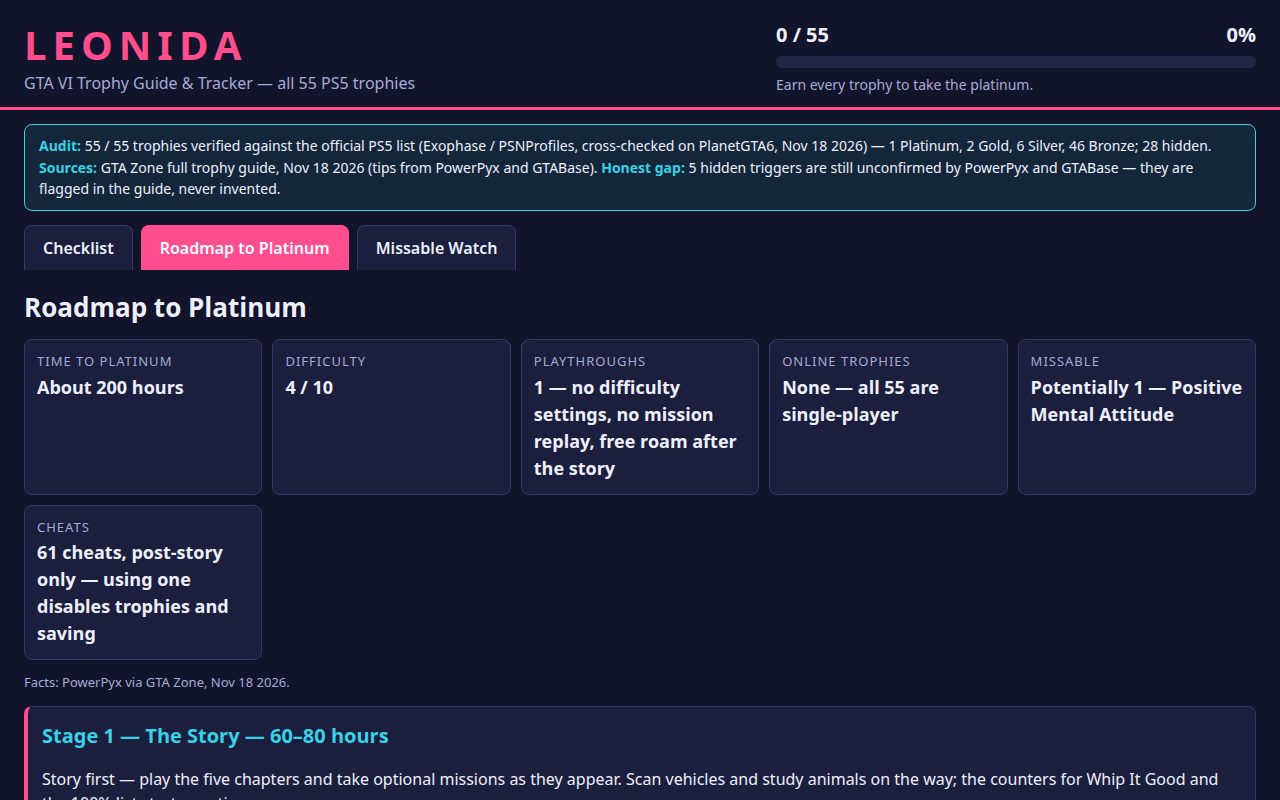 LEONIDA
GTA VI Trophy Guide & Tracker — all 55 PS5 trophies
0 / 55
0%
Earn every trophy to take the platinum.
Audit: 55 / 55 trophies verified against the official PS5 list (Exophase / PSNProfiles, cross-checked on PlanetGTA6, Nov 18 2026) — 1 Platinum, 2 Gold, 6 Silver, 46 Bronze; 28 hidden.
Sources: GTA Zone full trophy guide, Nov 18 2026 (tips from PowerPyx and GTABase). Honest gap: 5 hidden triggers are still unconfirmed by PowerPyx and GTABase — they are
flagged in the guide, never invented.
Checklist
Roadmap to Platinum
Missable Watch
Roadmap to Platinum
TIME TO PLATINUM
About 200 hours
DIFFICULTY
4 / 10
PLAYTHROUGHS
1 — no difficulty
settings, no mission
replay, free roam after
the story
ONLINE TROPHIES
None — all 55 are
single-player
MISSABLE
Potentially 1 — Positive
Mental Attitude
CHEATS
61 cheats, post-story
only — using one
disables trophies and
saving
Facts: PowerPyx via GTA Zone, Nov 18 2026.
Stage 1 — The Story — 60–80 hours
Story first — play the five chapters and take optional missions as they appear. Scan vehicles and study animals on the way; the counters for Whip It Good and